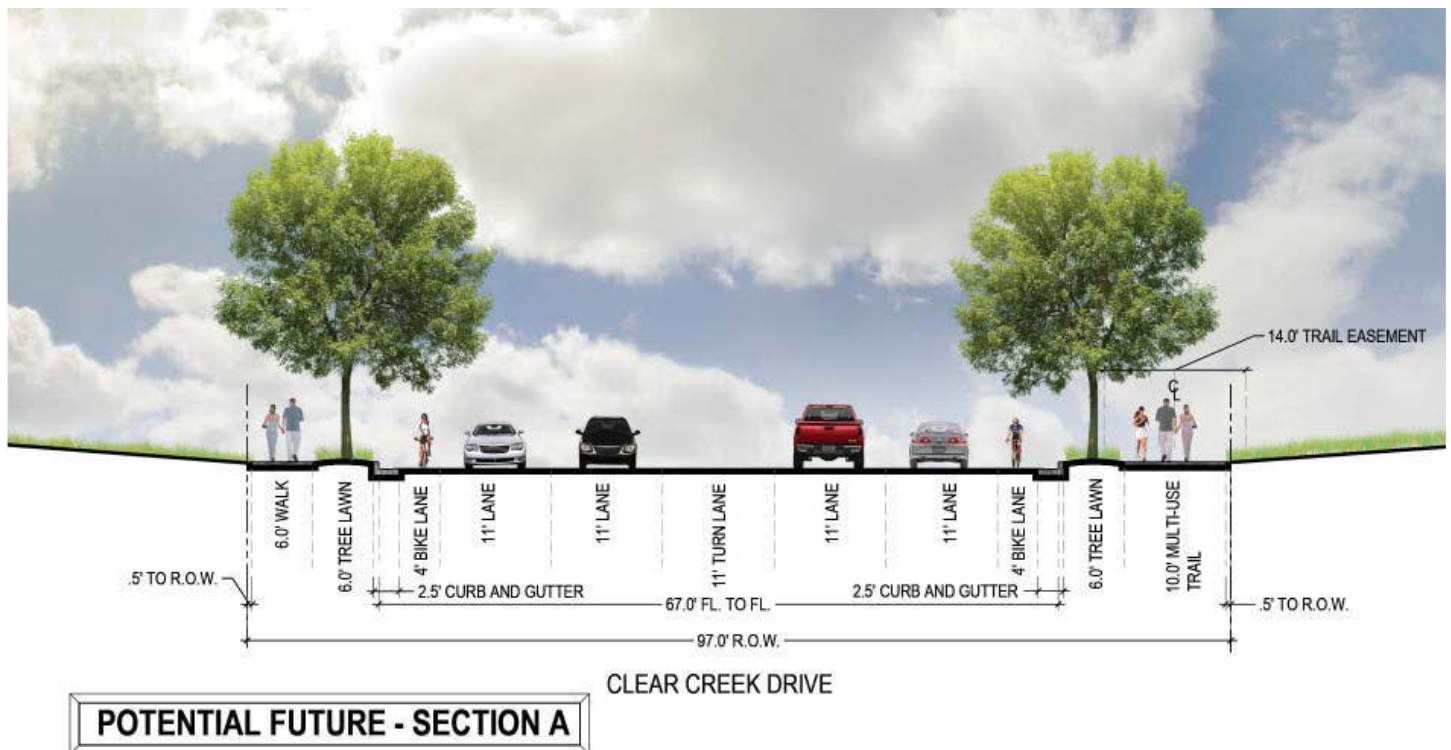 14.0' TRAIL EASEMENT
CL
6.0' WALK
6.0' TREE LAWN
4' BIKE LANE
11' LANE
11' LANE
11' TURN LANE
11' LANE
11' LANE
4' BIKE LANE
6.0' TREE LAWN
10.0' MULTI-USE
TRAIL
.5' TO R.O.W.
2.5' CURB AND GUTTER
67.0' FL. TO FL.
2.5' CURB AND GUTTER
.5' TO R.O.W.
97.0' R.O.W.
CLEAR CREEK DRIVE
POTENTIAL FUTURE - SECTION A